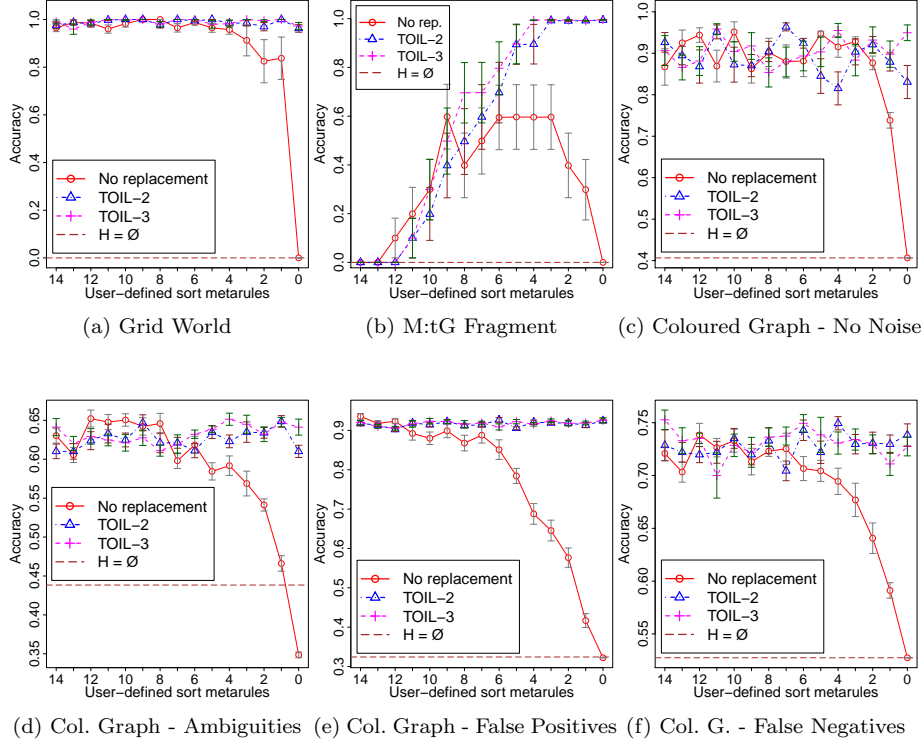 Accuracy
0.0 0.2 0.4 0.6 0.8 1.0
No replacement
TOIL-2
TOIL-3
H = Ø
14 12 10 8 6 4 2 0
User-defined sort metarules
(a) Grid World
Accuracy
0.0 0.2 0.4 0.6 0.8 1.0
No rep.
TOIL-2
TOIL-3
H = Ø
14 12 10 8 6 4 2 0
User-defined sort metarules
(b) M:tG Fragment
Accuracy
0.4 0.5 0.6 0.7 0.8 0.9 1.0
No replacement
TOIL-2
TOIL-3
H = Ø
14 12 10 8 6 4 2 0
User-defined sort metarules
(c) Coloured Graph - No Noise
Accuracy
0.35 0.40 0.45 0.50 0.55 0.60 0.65
No replacement
TOIL-2
TOIL-3
H = Ø
14 12 10 8 6 4 2 0
User-defined sort metarules
(d) Col. Graph - Ambiguities
Accuracy
0.3 0.4 0.5 0.6 0.7 0.8 0.9
No replacement
TOIL-2
TOIL-3
H = Ø
14 12 10 8 6 4 2 0
User-defined sort metarules
(e) Col. Graph - False Positives
Accuracy
0.55 0.60 0.65 0.70 0.75
No replacement
TOIL-2
TOIL-3
H = Ø
14 12 10 8 6 4 2 0
User-defined sort metarules
(f) Col. G. - False Negatives